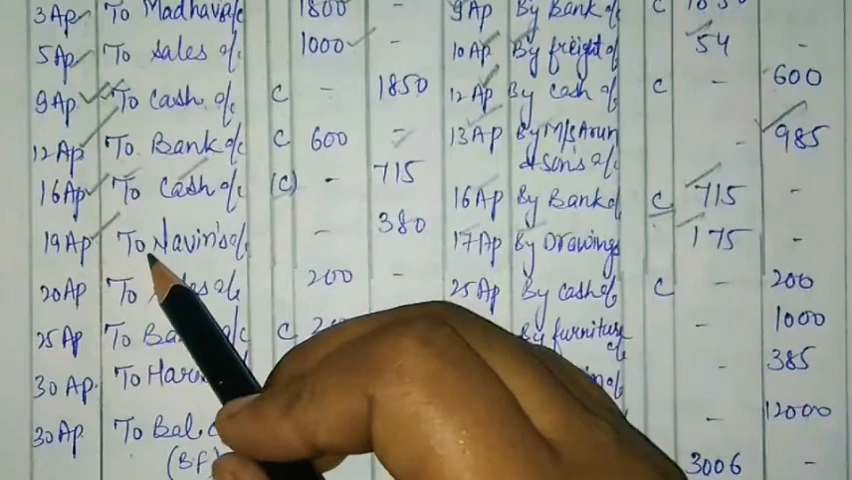 3Ap To Madhav a/c 1800 - 9Ap By Bank a/c C
5Ap To Sales a/c 1000 - 10Ap By freight a/c 54 -
9Ap To Cash a/c C - 1850 12Ap By Cash a/c C - 600
12Ap To Bank a/c C 600 - 13Ap By M/s Arun - 985
& Sons a/c
16Ap To Cash a/c (C) - 715 16Ap By Bank a/c C 715 -
19Ap To Navin's a/c - 380 17Ap By Drawings 175 -
20Ap To a/c 200 - 25Ap By cash a/c C 200
25Ap To a/c C By furniture - 1000
a/c
30Ap To - 385
30Ap To Bal - 12000
(BF) 3006 -